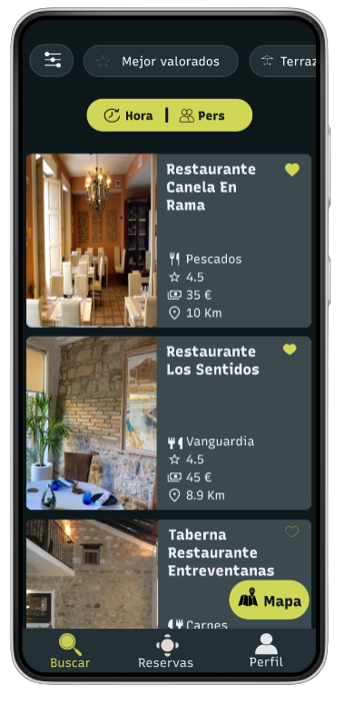 Mejor valorados
Terraz
Hora | Pers
Restaurante
Canela En
Rama
Pescados
4.5
35 €
10 Km
Restaurante
Los Sentidos
Vanguardia
4.5
45 €
8.9 Km
Taberna
Restaurante
Entreventanas
Mapa
Carnes
Buscar
Reservas
Perfil